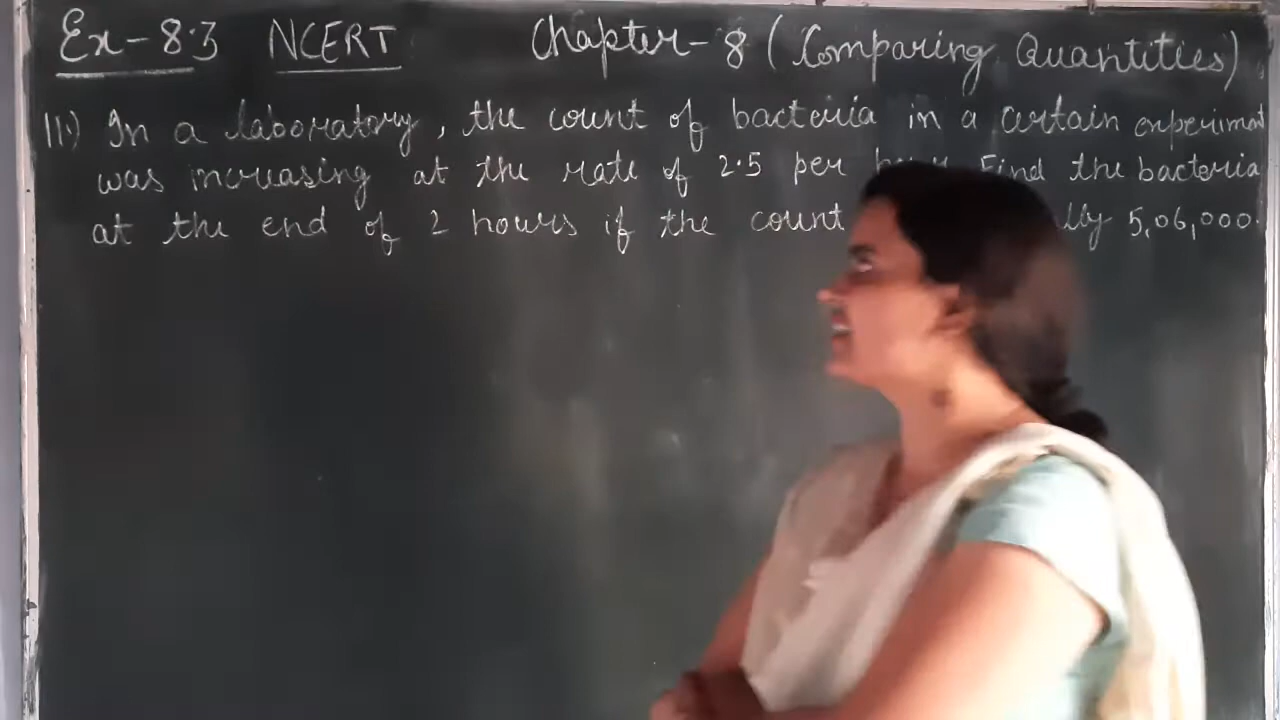 Ex-8.3 NCERT Chapter-8 (Comparing Quantities)
11.) In a laboratory, the count of bacteria in a certain experiment
was increasing at the rate of 2.5 per Find the bacteria
at the end of 2 hours if the count lly 5,06,000.